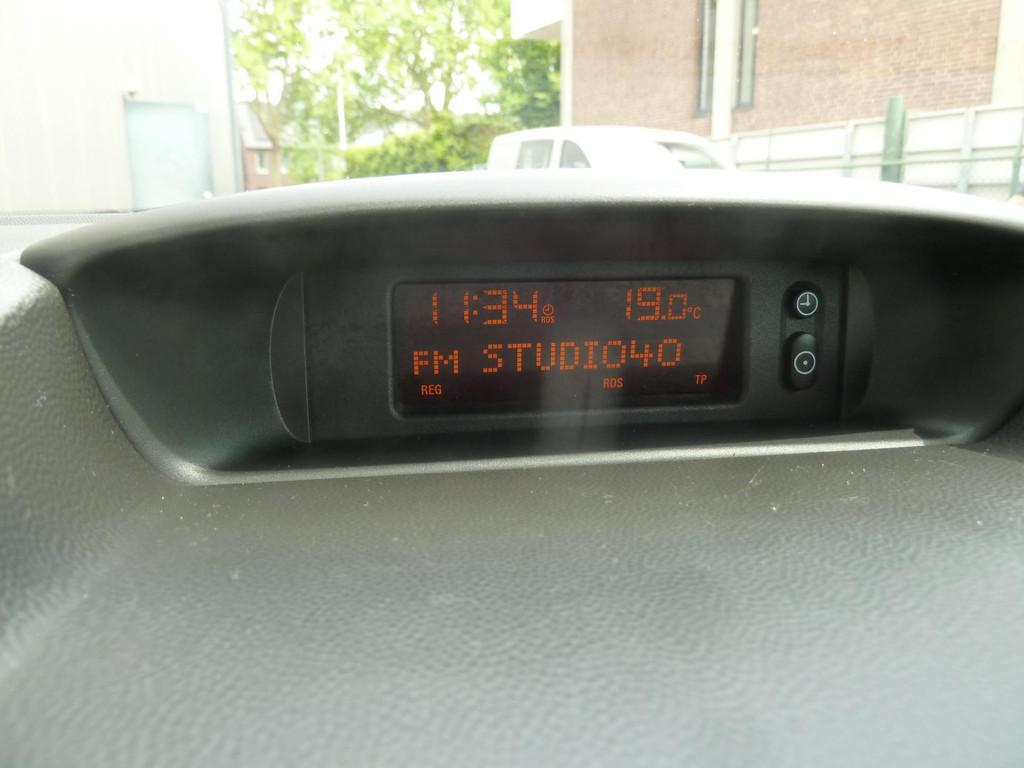 11:34 RDS 19.0°C
FM STUDIO40
REG RDS TP